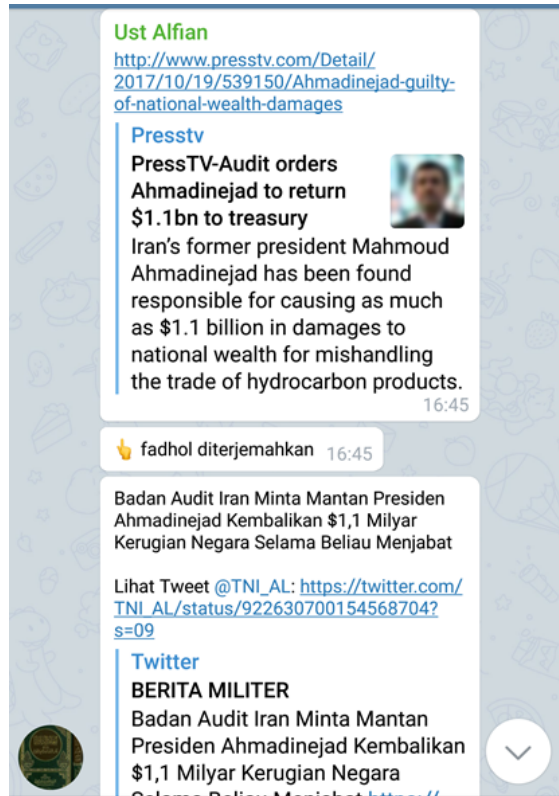 Ust Alfian
http://www.presstv.com/Detail/
2017/10/19/539150/Ahmadinejad-guilty-
of-national-wealth-damages
Presstv
PressTV-Audit orders
Ahmadinejad to return
$1.1bn to treasury
Iran's former president Mahmoud
Ahmadinejad has been found
responsible for causing as much
as $1.1 billion in damages to
national wealth for mishandling
the trade of hydrocarbon products.
16:45
👆 fadhol diterjemahkan 16:45
Badan Audit Iran Minta Mantan Presiden
Ahmadinejad Kembalikan $1,1 Milyar
Kerugian Negara Selama Beliau Menjabat
Lihat Tweet @TNI_AL: https://twitter.com/
TNI_AL/status/922630700154568704?
s=09
Twitter
BERITA MILITER
Badan Audit Iran Minta Mantan
Presiden Ahmadinejad Kembalikan
$1,1 Milyar Kerugian Negara
Selama Beliau Menjabat https://